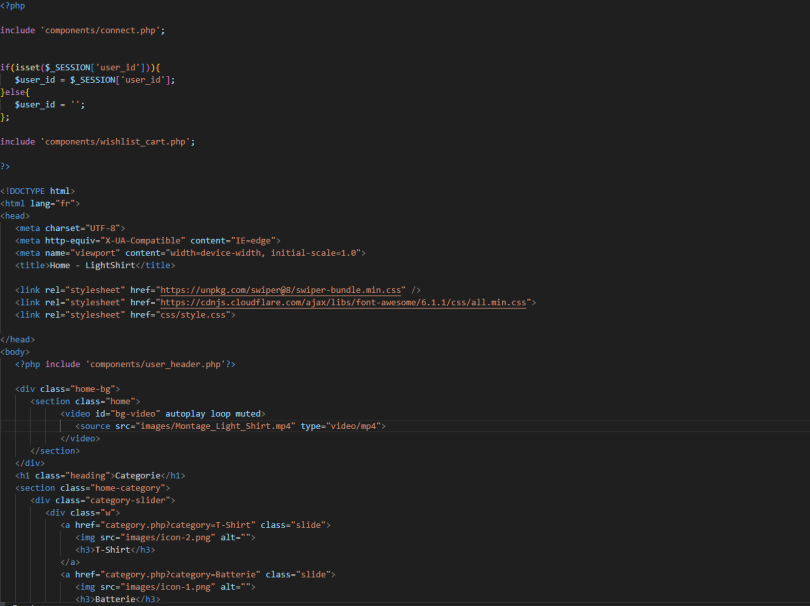 <?php
include 'components/connect.php';
if(isset($_SESSION['user_id'])){
$user_id = $_SESSION['user_id'];
}else{
$user_id = '';
};
include 'components/wishlist_cart.php';
?>
<!DOCTYPE html>
<html lang="fr">
<head>
<meta charset="UTF-8">
<meta http-equiv="X-UA-Compatible" content="IE=edge">
<meta name="viewport" content="width=device-width, initial-scale=1.0">
<title>Home - LightShirt</title>
<link rel="stylesheet" href="https://unpkg.com/swiper@8/swiper-bundle.min.css" />
<link rel="stylesheet" href="https://cdnjs.cloudflare.com/ajax/libs/font-awesome/6.1.1/css/all.min.css">
<link rel="stylesheet" href="css/style.css">
</head>
<body>
<?php include 'components/user_header.php'?>
<div class="home-bg">
<section class="home">
<video id="bg-video" autoplay loop muted>
<source src="images/Montage_Light_Shirt.mp4" type="video/mp4">
</video>
</section>
</div>
<h1 class="heading">Categorie</h1>
<section class="home-category">
<div class="category-slider">
<div class="w">
<a href="category.php?category=T-Shirt" class="slide">
<img src="images/icon-2.png" alt="">
<h3>T-Shirt</h3>
</a>
<a href="category.php?category=Batterie" class="slide">
<img src="images/icon-1.png" alt="">
<h3>Batterie</h3>